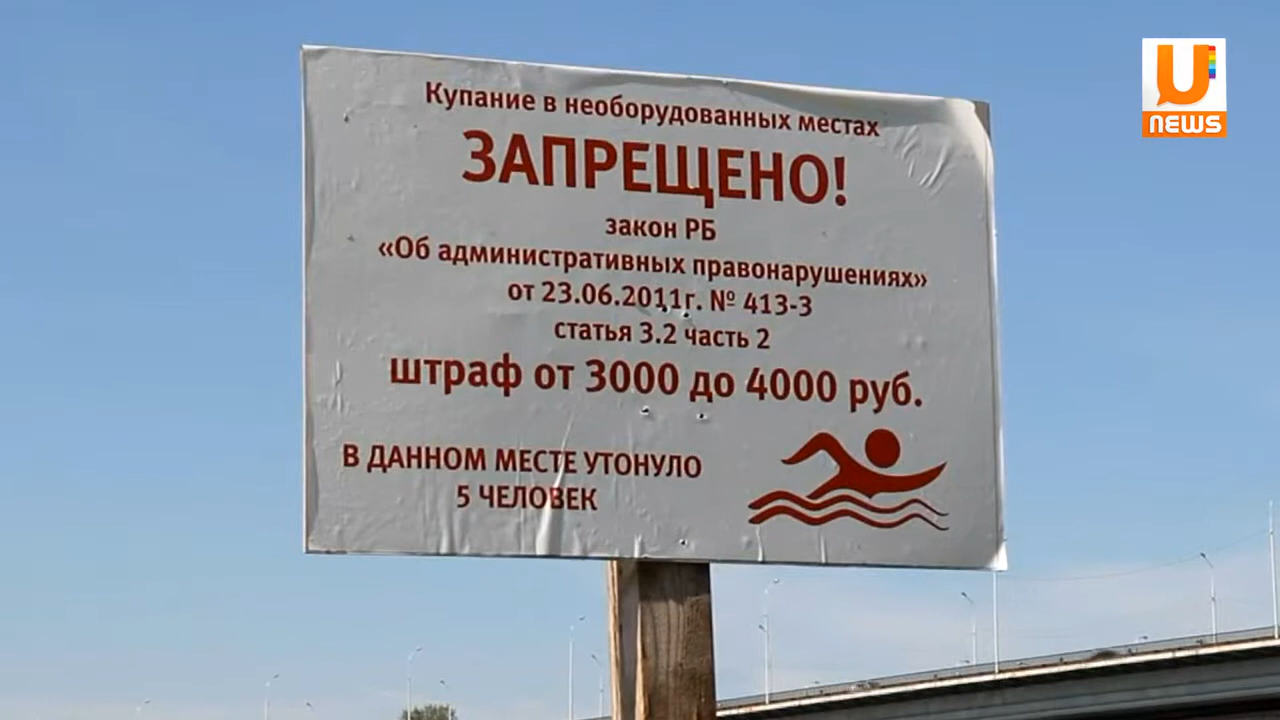 Купание в необорудованных местах
ЗАПРЕЩЕНО!
закон РБ
«Об административных правонарушениях»
от 23.06.2011г. № 413-З
статья 3.2 часть 2
штраф от 3000 до 4000 руб.
В ДАННОМ МЕСТЕ УТОНУЛО
5 ЧЕЛОВЕК
U
NEWS